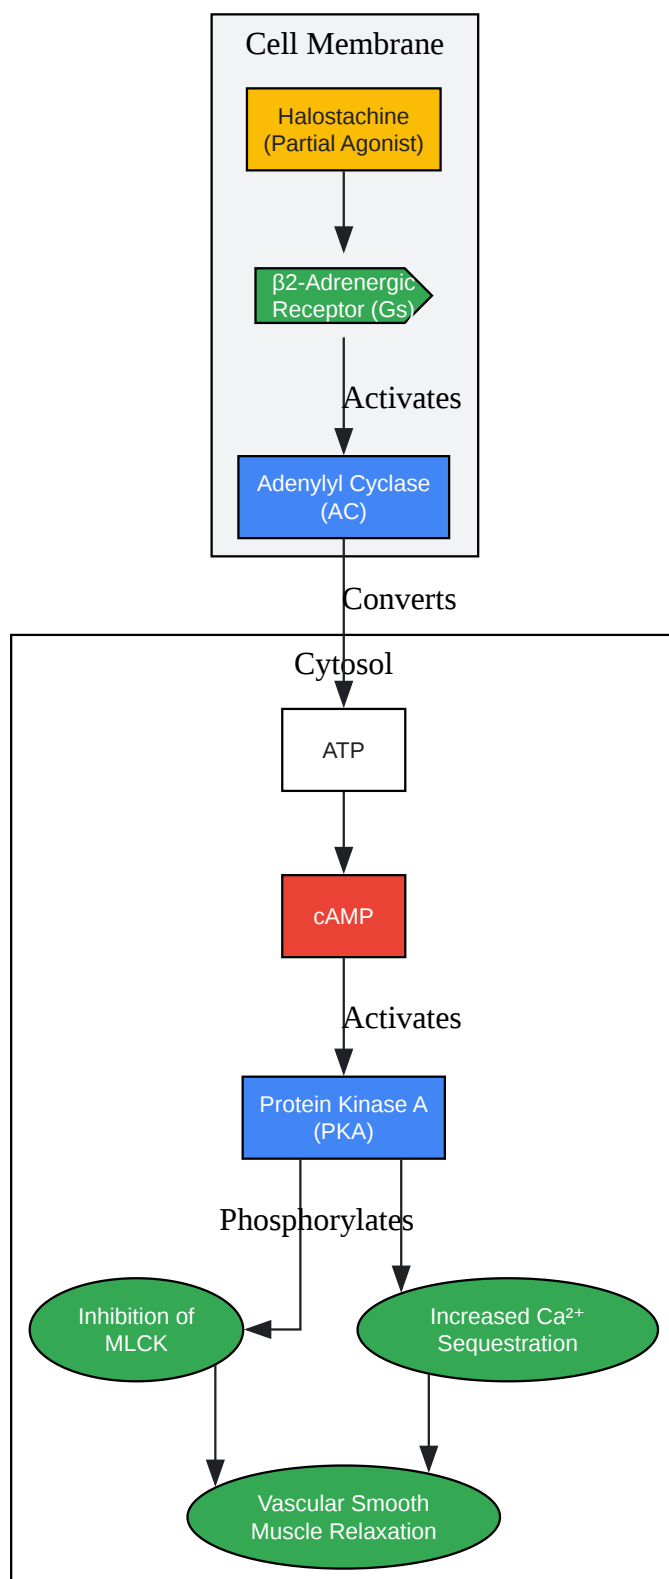 Cell Membrane
Halostachine
(Partial Agonist)
β2-Adrenergic
Receptor (Gs)
Activates
Adenylyl Cyclase
(AC)
Converts
Cytosol
ATP
cAMP
Activates
Protein Kinase A
(PKA)
Phosphorylates
Inhibition of
MLCK
Increased Ca²⁺
Sequestration
Vascular Smooth
Muscle Relaxation